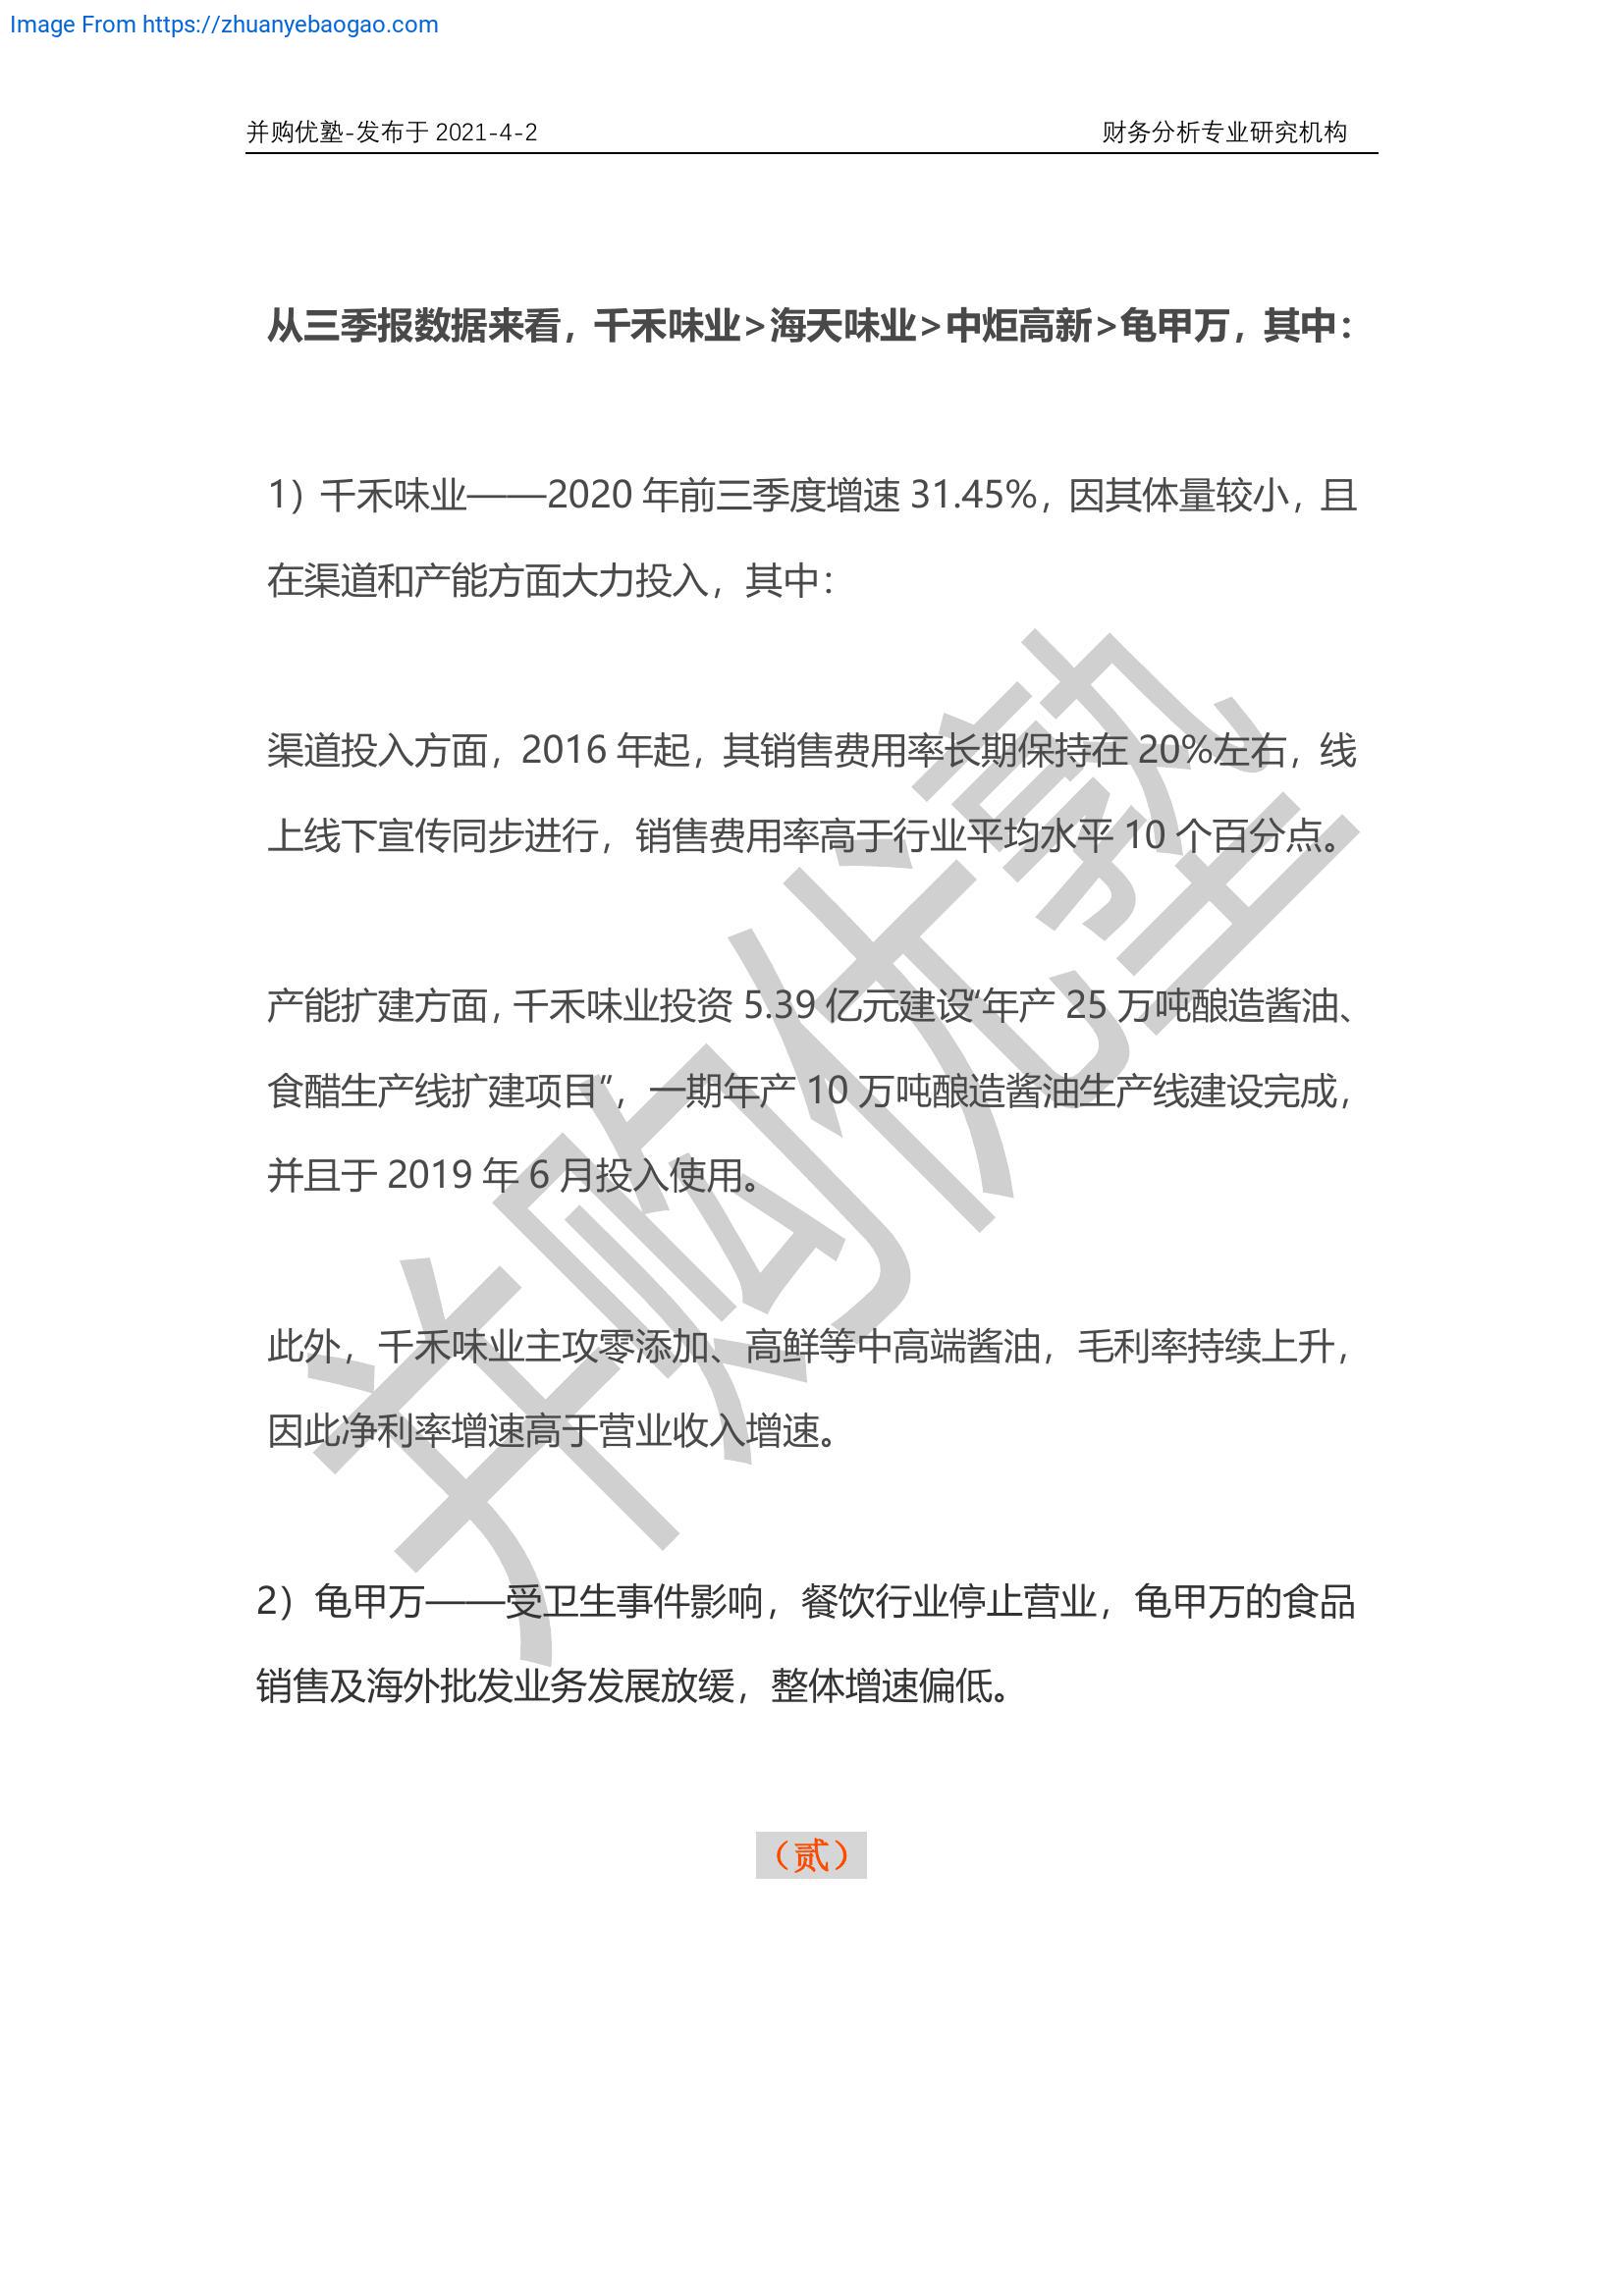 Image From https://zhuanyebaogao.com
并购优塾-发布于 2021-4-2 财务分析专业研究机构
从三季报数据来看，千禾味业>海天味业>中炬高新>龟甲万，其中：
1）千禾味业——2020 年前三季度增速 31.45%，因其体量较小，且
在渠道和产能方面大力投入，其中：
渠道投入方面，2016 年起，其销售费用率长期保持在 20%左右，线
上线下宣传同步进行，销售费用率高于行业平均水平 10 个百分点。
产能扩建方面，千禾味业投资 5.39 亿元建设“年产 25 万吨酿造酱油、
食醋生产线扩建项目”，一期年产 10 万吨酿造酱油生产线建设完成，
并且于 2019 年 6 月投入使用。
此外，千禾味业主攻零添加、高鲜等中高端酱油，毛利率持续上升，
因此净利率增速高于营业收入增速。
2）龟甲万——受卫生事件影响，餐饮行业停止营业，龟甲万的食品
销售及海外批发业务发展放缓，整体增速偏低。
（贰）
并购优塾